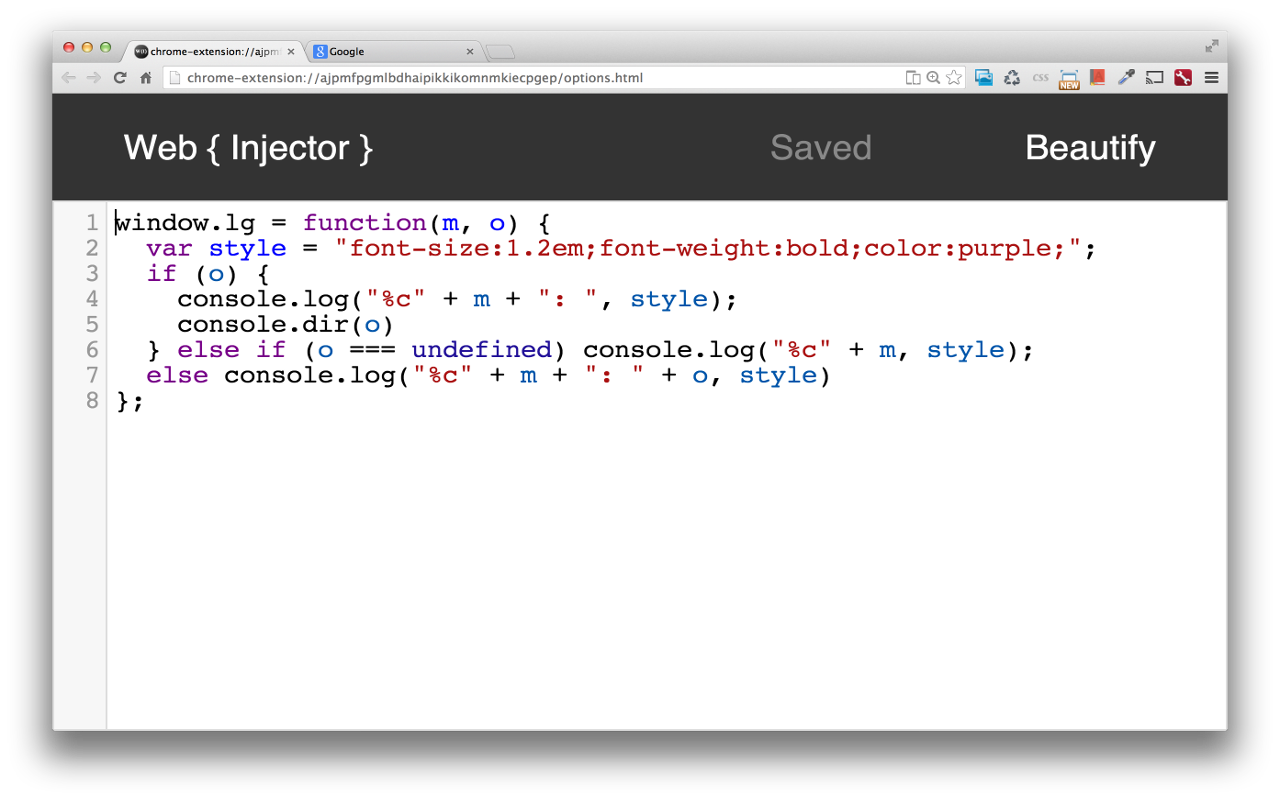 chrome-extension://ajpm
Google
chrome-extension://ajpmfpgmlbdhaipikkikomnmkiecpgep/options.html
CSS
NEW
Web { Injector }
Saved
Beautify
1 window.lg = function(m, o) {
2   var style = "font-size:1.2em;font-weight:bold;color:purple;";
3   if (o) {
4     console.log("%c" + m + ": ", style);
5     console.dir(o)
6   } else if (o === undefined) console.log("%c" + m, style);
7   else console.log("%c" + m + ": " + o, style)
8 };